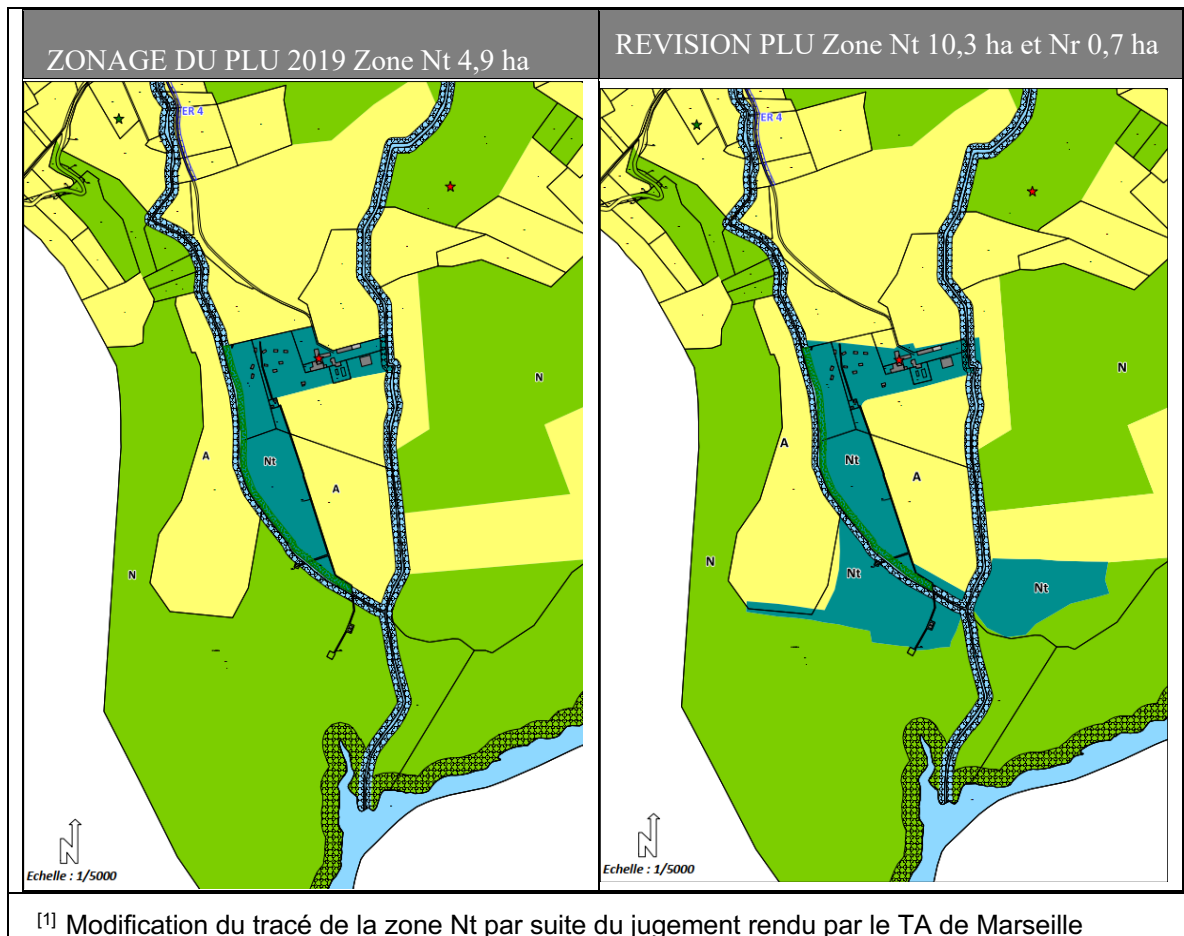 ZONAGE DU PLU 2019 Zone Nt 4,9 ha
REVISION PLU Zone Nt 10,3 ha et Nr 0,7 ha
ER 4
N
A
Nt
A
N
N
Echelle : 1/5000
ER 4
N
A
Nt
A
N
Nt
Nt
N
Echelle : 1/5000
[1] Modification du tracé de la zone Nt par suite du jugement rendu par le TA de Marseille